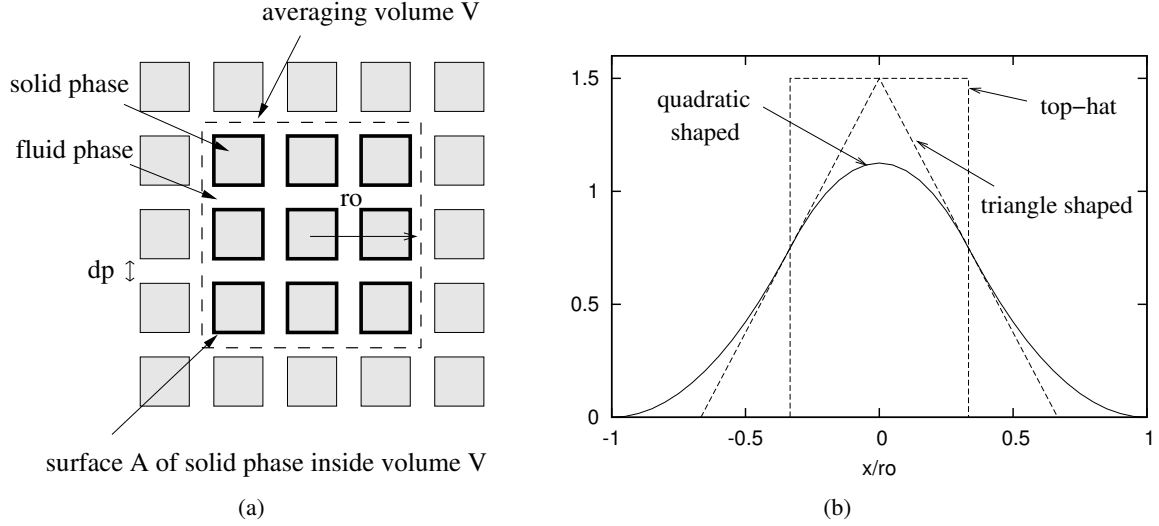 averaging volume V
solid phase
fluid phase
ro
dp
surface A of solid phase inside volume V
(a)
1.5
1
0.5
0
-1
-0.5
0
0.5
1
x/ro
quadratic
shaped
top−hat
triangle shaped
(b)